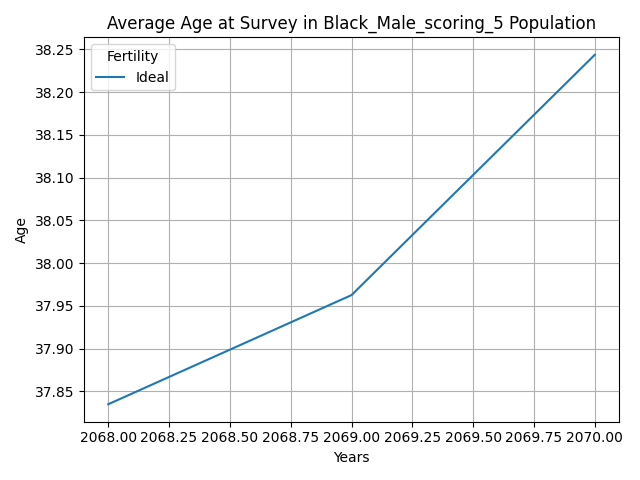 Average Age at Survey in Black_Male_scoring_5 Population
Fertility
Ideal
Age
38.25
38.20
38.15
38.10
38.05
38.00
37.95
37.90
37.85
2068.00 2068.25 2068.50 2068.75 2069.00 2069.25 2069.50 2069.75 2070.00
Years